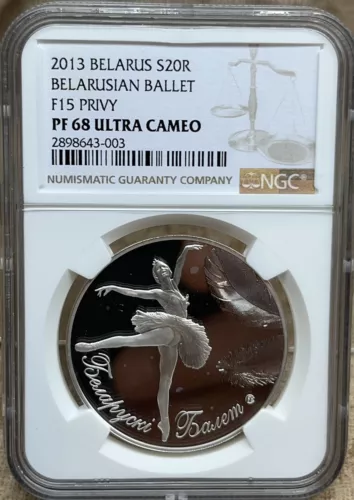 2013 BELARUS S20R
BELARUSIAN BALLET
F15 PRIVY
PF 68 ULTRA CAMEO
2898643-003
NUMISMATIC GUARANTY COMPANY
NGC
Беларускі Балет